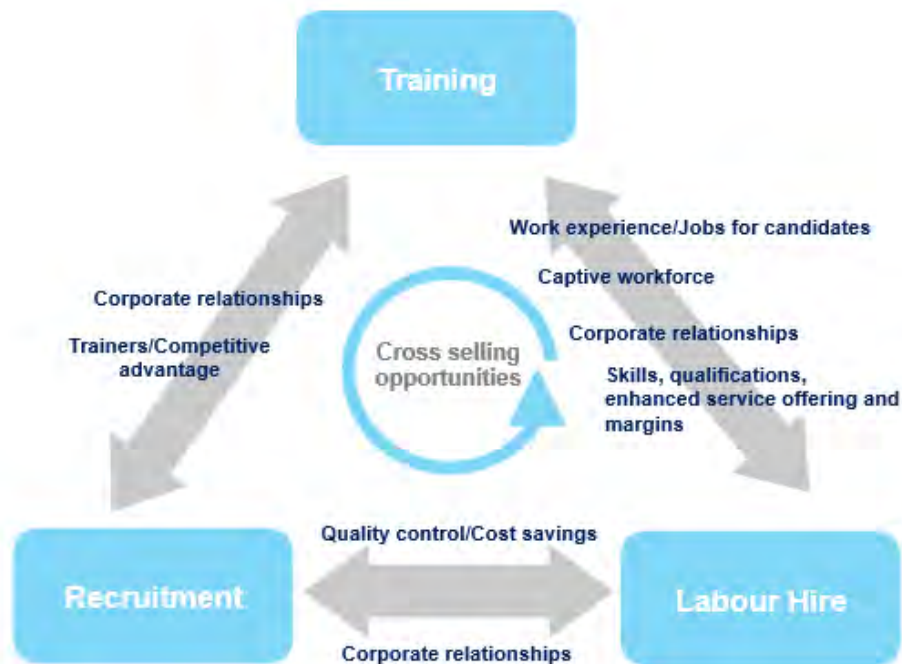 Training
Work experience/Jobs for candidates
Captive workforce
Corporate relationships
Corporate relationships
Trainers/Competitive
advantage
Cross selling
opportunities
Skills, qualifications,
enhanced service offering and
margins
Quality control/Cost savings
Recruitment
Labour Hire
Corporate relationships